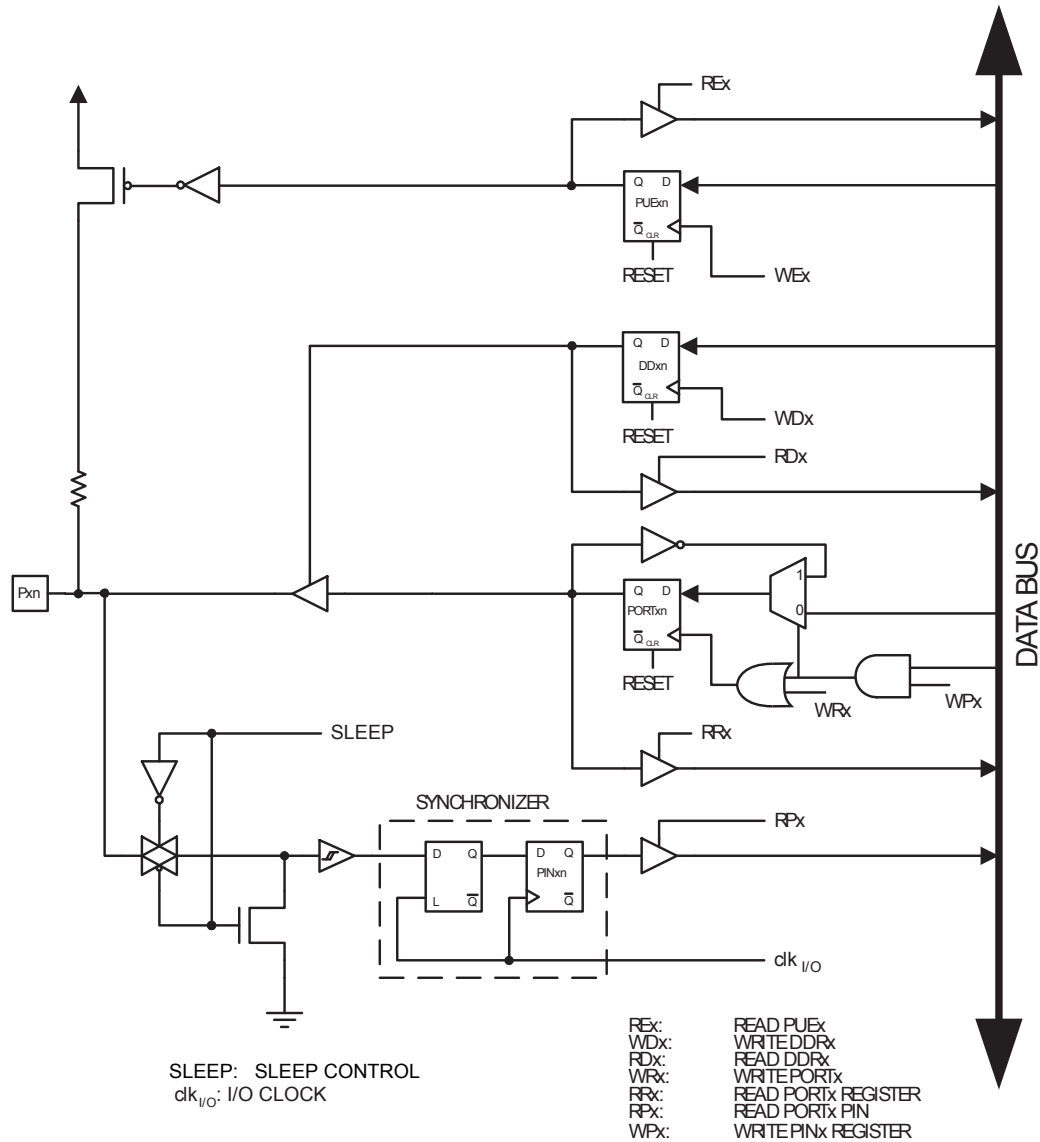 REx
Q D
PUExn
Q CLR
RESET
WEx
Q D
DDxn
Q CLR
RESET
WDx
RDx
DATA BUS
Pxn
1
0
Q D
PORTxn
Q CLR
RESET
WRx
WPx
SLEEP
RRx
SYNCHRONIZER
RPx
D Q
L Q
D Q
PINxn
Q
clk I/O
SLEEP: SLEEP CONTROL
clkI/O: I/O CLOCK
REx: READ PUEx
WDx: WRITE DDRx
RDx: READ DDRx
WRx: WRITE PORTx
RRx: READ PORTx REGISTER
RPx: READ PORTx PIN
WPx: WRITE PINx REGISTER